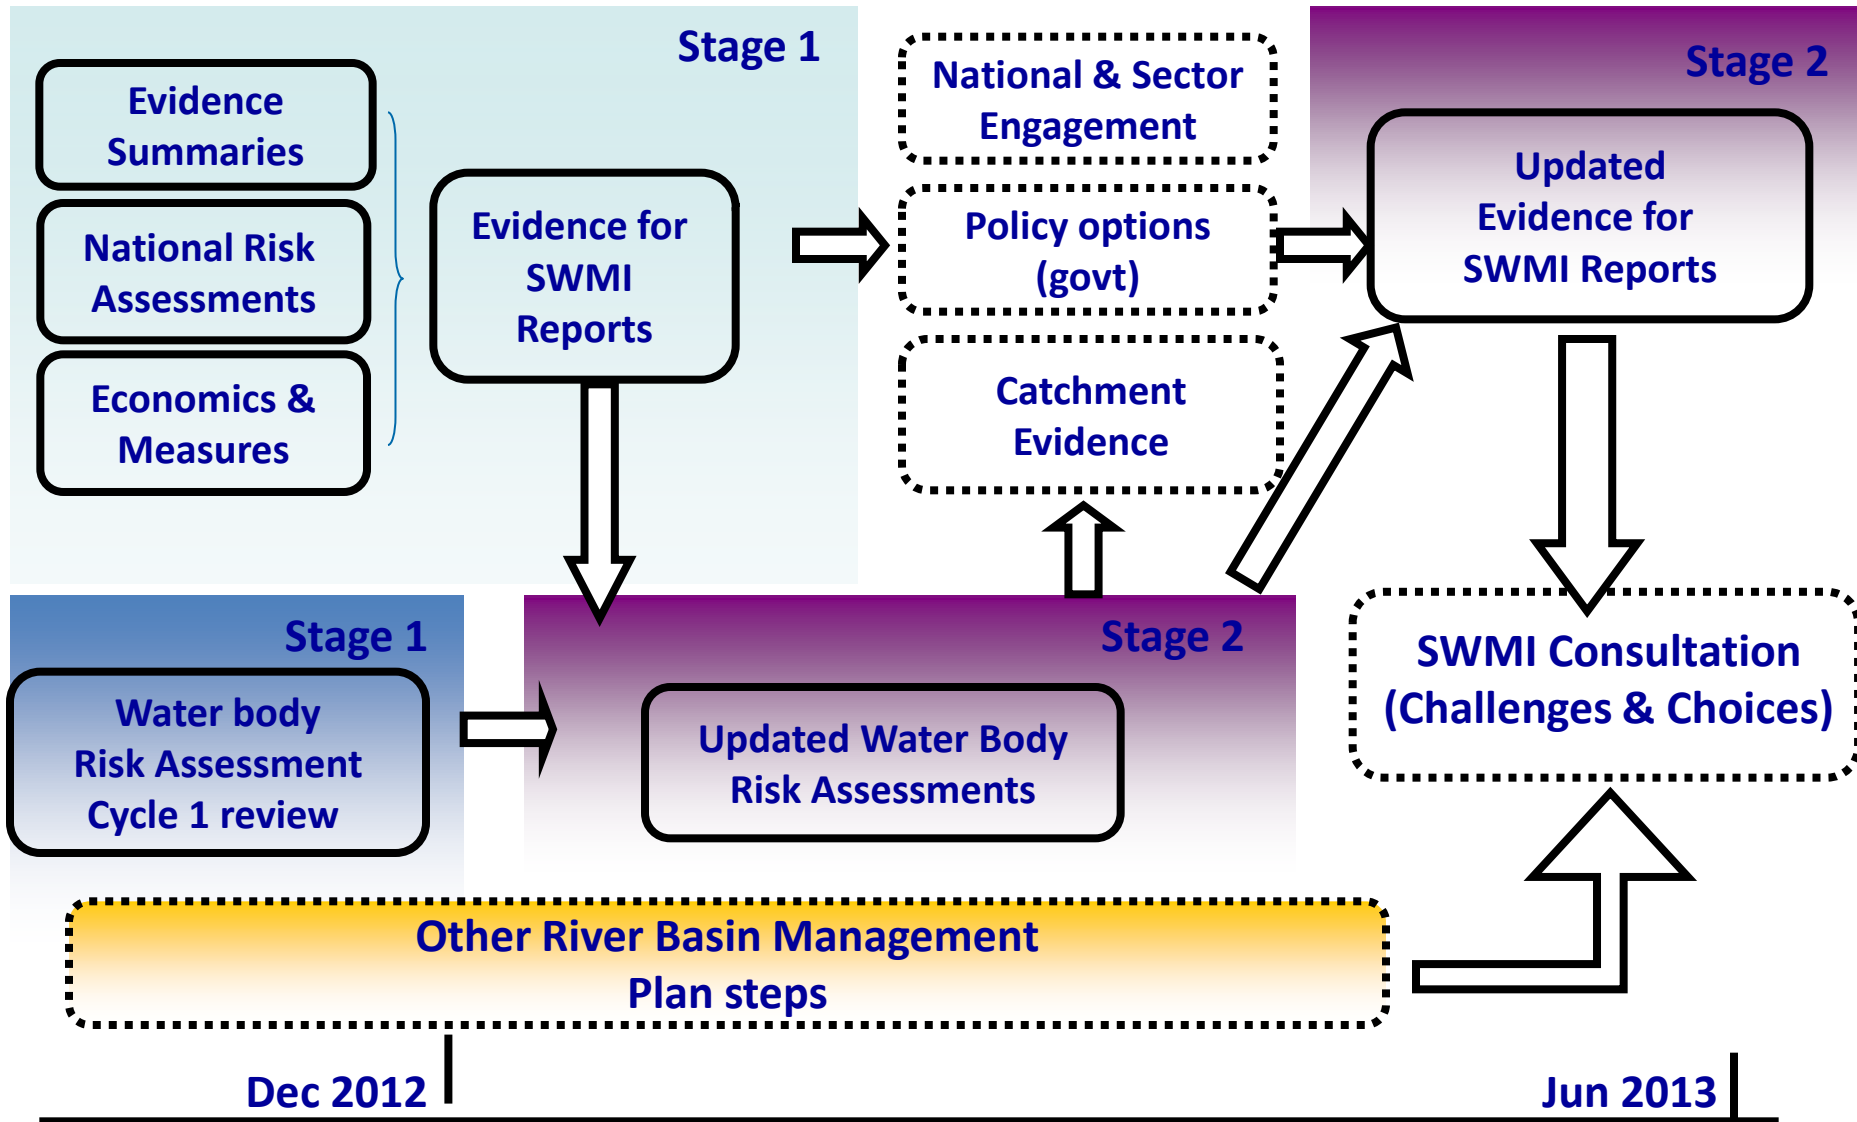 Stage 1
Evidence
Summaries
National Risk
Assessments
Economics &
Measures
Evidence for
SWMI
Reports
National & Sector
Engagement
Policy options
(govt)
Catchment
Evidence
Stage 2
Updated
Evidence for
SWMI Reports
Stage 1
Water body
Risk Assessment
Cycle 1 review
Stage 2
Updated Water Body
Risk Assessments
SWMI Consultation
(Challenges & Choices)
Other River Basin Management
Plan steps
Dec 2012
Jun 2013